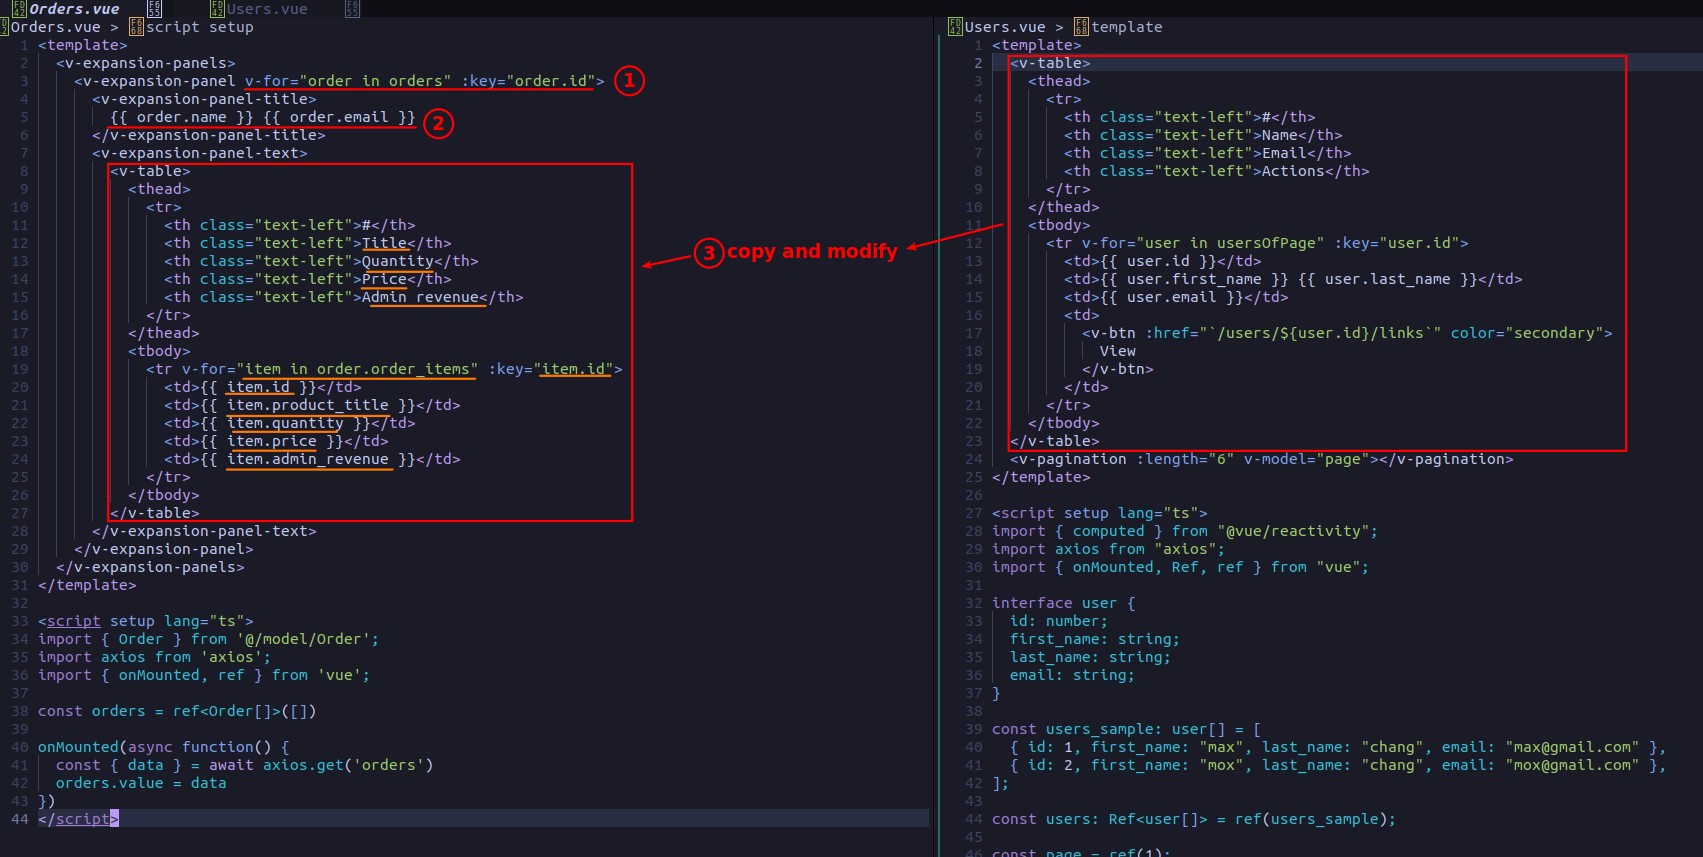 Orders.vue
Users.vue
Orders.vue > script setup
1 <template>
2 <v-expansion-panels>
3 <v-expansion-panel v-for="order in orders" :key="order.id"> 1
4 <v-expansion-panel-title>
5 {{ order.name }} {{ order.email }} 2
6 </v-expansion-panel-title>
7 <v-expansion-panel-text>
8 <v-table>
9 <thead>
10 <tr>
11 <th class="text-left">#</th>
12 <th class="text-left">Title</th>
13 <th class="text-left">Quantity</th>
14 <th class="text-left">Price</th>
15 <th class="text-left">Admin revenue</th>
16 </tr>
17 </thead>
18 <tbody>
19 <tr v-for="item in order.order_items" :key="item.id">
20 <td>{{ item.id }}</td>
21 <td>{{ item.product_title }}</td>
22 <td>{{ item.quantity }}</td>
23 <td>{{ item.price }}</td>
24 <td>{{ item.admin_revenue }}</td>
25 </tr>
26 </tbody>
27 </v-table>
28 </v-expansion-panel-text>
29 </v-expansion-panel>
30 </v-expansion-panels>
31 </template>
32
33 <script setup lang="ts">
34 import { Order } from '@/model/Order';
35 import axios from 'axios';
36 import { onMounted, ref } from 'vue';
37
38 const orders = ref<Order[]>([])
39
40 onMounted(async function() {
41 const { data } = await axios.get('orders')
42 orders.value = data
43 })
44 </script>
3 copy and modify
Users.vue > template
1 <template>
2 <v-table>
3 <thead>
4 <tr>
5 <th class="text-left">#</th>
6 <th class="text-left">Name</th>
7 <th class="text-left">Email</th>
8 <th class="text-left">Actions</th>
9 </tr>
10 </thead>
11 <tbody>
12 <tr v-for="user in usersOfPage" :key="user.id">
13 <td>{{ user.id }}</td>
14 <td>{{ user.first_name }} {{ user.last_name }}</td>
15 <td>{{ user.email }}</td>
16 <td>
17 <v-btn :href="`/users/${user.id}/links`" color="secondary">
18 View
19 </v-btn>
20 </td>
21 </tr>
22 </tbody>
23 </v-table>
24 <v-pagination :length="6" v-model="page"></v-pagination>
25 </template>
26
27 <script setup lang="ts">
28 import { computed } from "@vue/reactivity";
29 import axios from "axios";
30 import { onMounted, Ref, ref } from "vue";
31
32 interface user {
33 id: number;
34 first_name: string;
35 last_name: string;
36 email: string;
37 }
38
39 const users_sample: user[] = [
40 { id: 1, first_name: "max", last_name: "chang", email: "max@gmail.com" },
41 { id: 2, first_name: "mox", last_name: "chang", email: "mox@gmail.com" },
42 ];
43
44 const users: Ref<user[]> = ref(users_sample);
45
46 const page = ref(1);